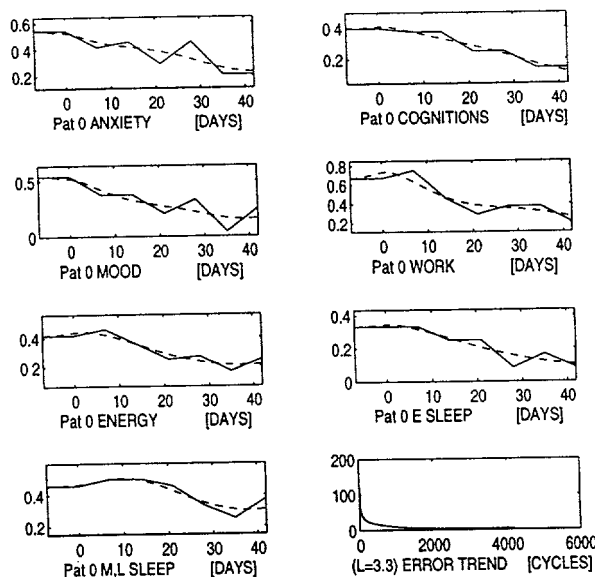 0.6
0.4
0.2
0 10 20 30 40
Pat 0 ANXIETY [DAYS]
0.4
0.2
0 10 20 30 40
Pat 0 COGNITIONS [DAYS]
0.5
0
0 10 20 30 40
Pat 0 MOOD [DAYS]
0.8
0.6
0.4
0.2
0 10 20 30 40
Pat 0 WORK [DAYS]
0.4
0.2
0 10 20 30 40
Pat 0 ENERGY [DAYS]
0.4
0.2
0
0 10 20 30 40
Pat 0 E SLEEP [DAYS]
0.4
0.2
0 10 20 30 40
Pat 0 M,L SLEEP [DAYS]
200
100
0
0 2000 4000 6000
(L=3.3) ERROR TREND [CYCLES]